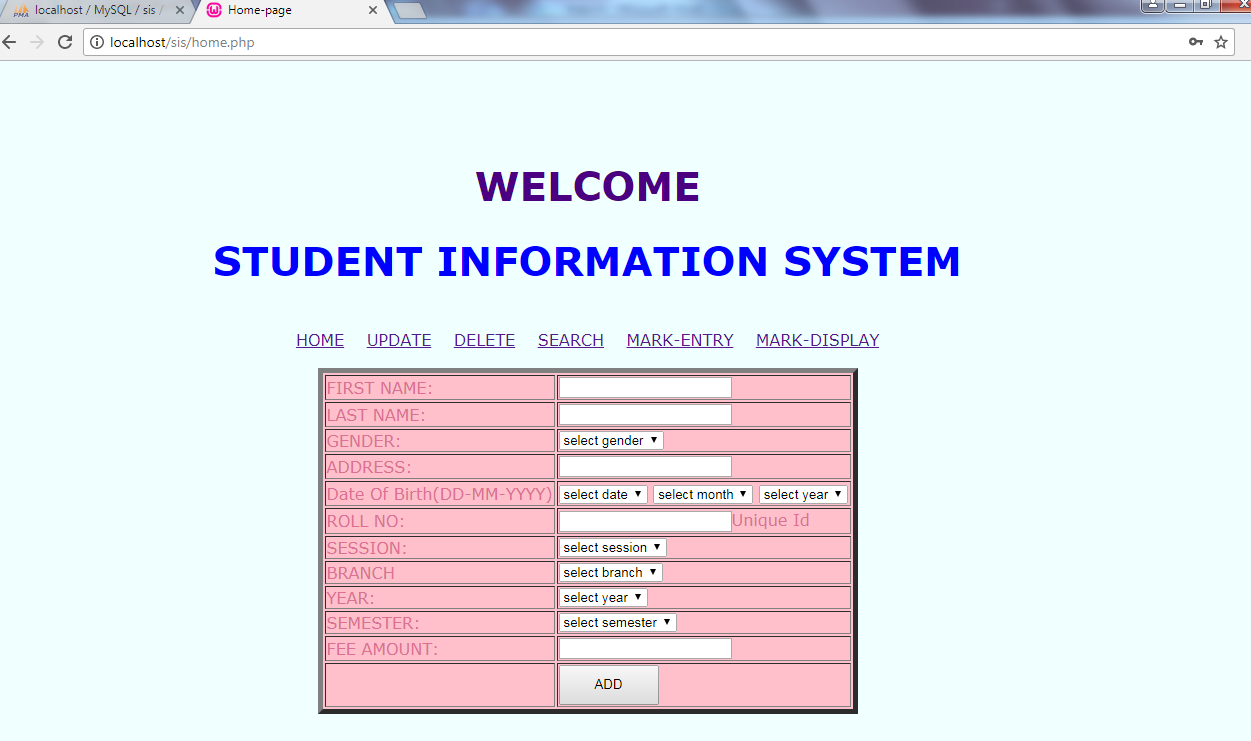 localhost / MySQL / sis / Home-page
localhost/sis/home.php
WELCOME
STUDENT INFORMATION SYSTEM
HOME UPDATE DELETE SEARCH MARK-ENTRY MARK-DISPLAY
FIRST NAME:
LAST NAME:
GENDER: select gender
ADDRESS:
Date Of Birth(DD-MM-YYYY) select date select month select year
ROLL NO: Unique Id
SESSION: select session
BRANCH select branch
YEAR: select year
SEMESTER: select semester
FEE AMOUNT:
ADD